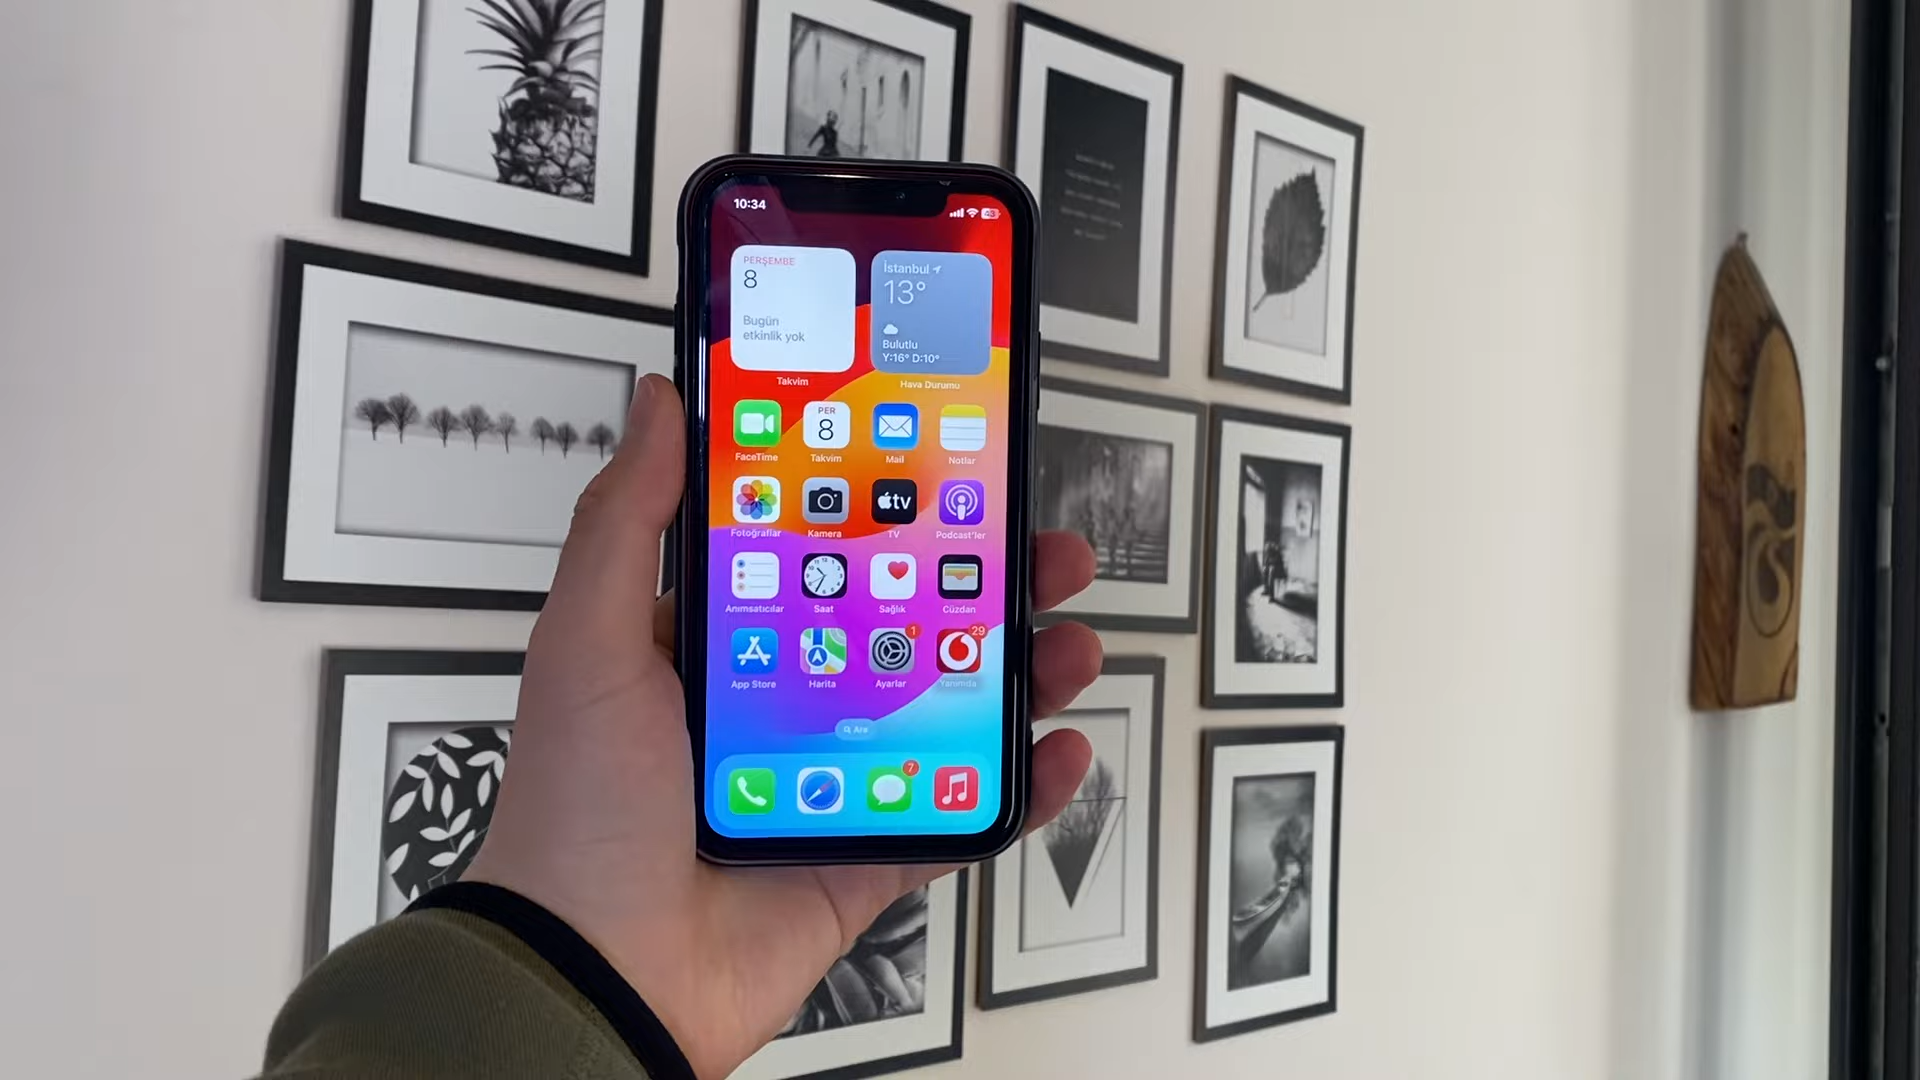 10:34
43
PERŞEMBE
8
Bugün
etkinlik yok
Takvim
İstanbul
13°
Bulutlu
Y:16° D:10°
Hava Durumu
FaceTime
PER
8
Takvim
Mail
Notlar
Fotoğraflar
Kamera
tv
TV
Podcast'ler
Anımsatıcılar
Saat
Sağlık
Cüzdan
App Store
Harita
1
Ayarlar
29
Yanımda
Ara
7